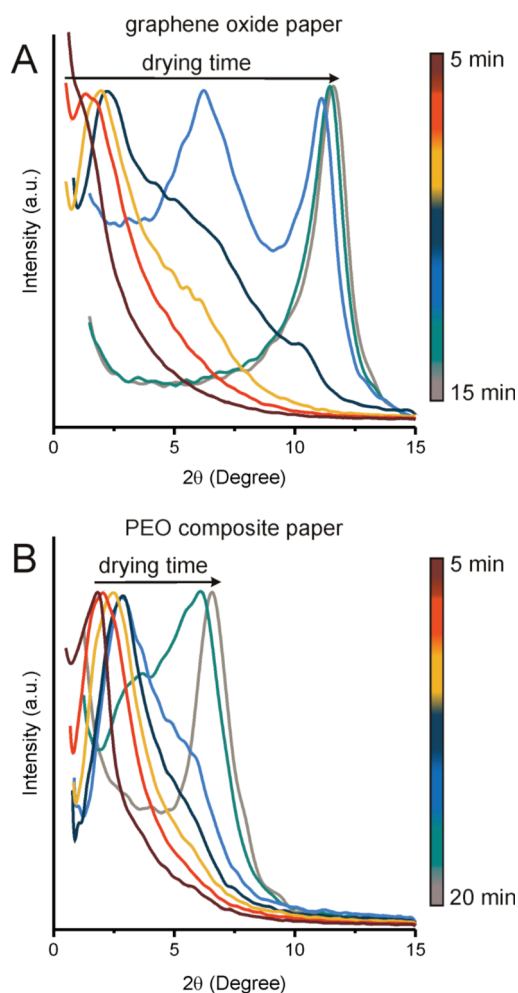 graphene oxide paper
A
drying time
5 min
15 min
Intensity (a.u.)
0
5
10
15
2θ (Degree)
PEO composite paper
B
drying time
5 min
20 min
Intensity (a.u.)
0
5
10
15
2θ (Degree)